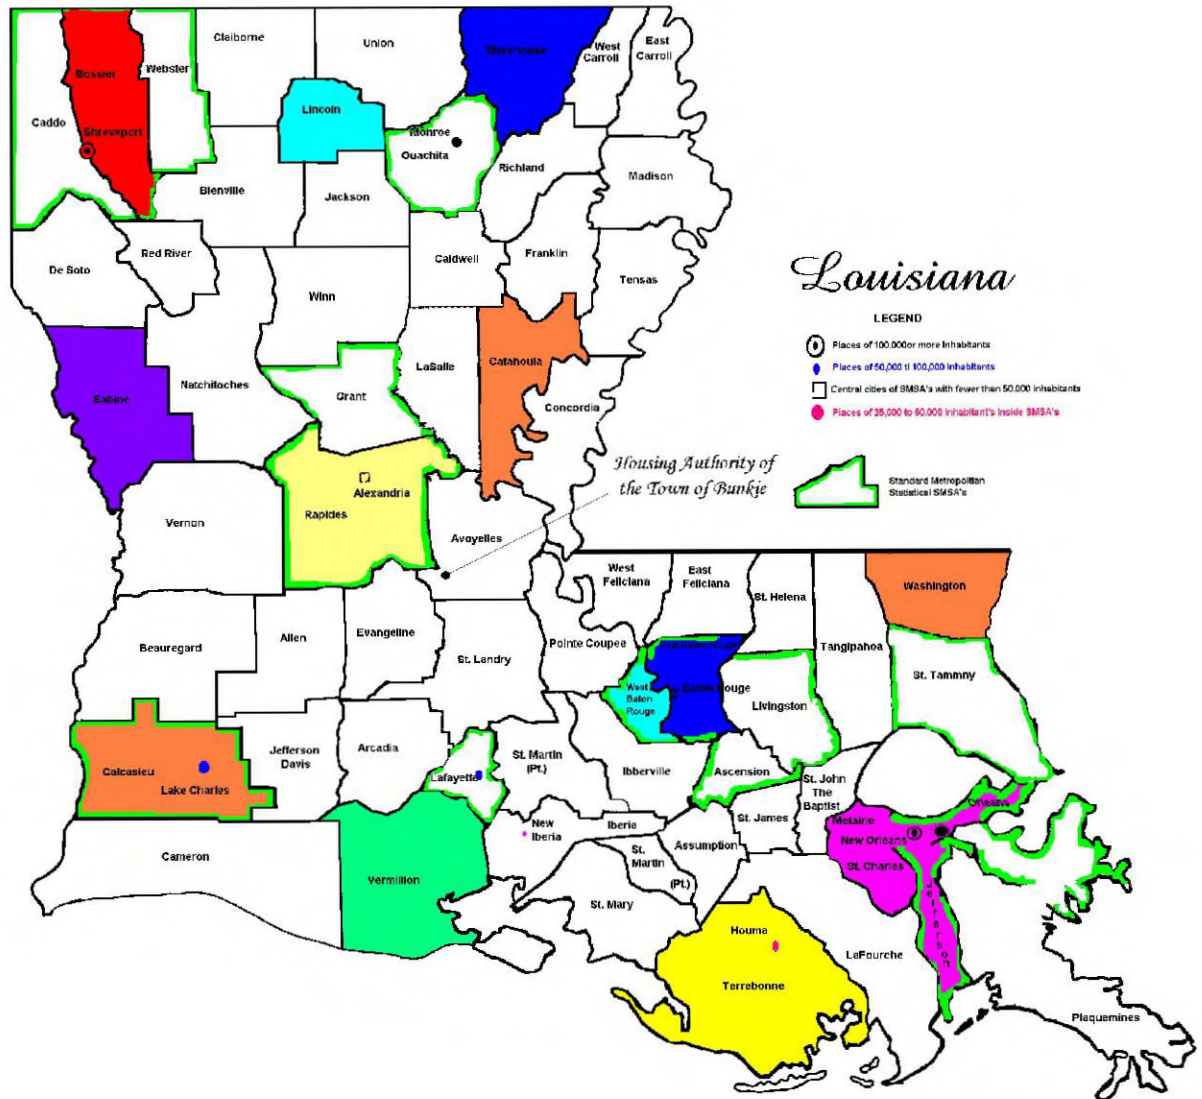 Claiborne
Union
Morehouse
West
Carroll
East
Carroll
Bossier
Webster
Lincoln
Caddo
Shreveport
Monroe
Ouachita
Richland
Madison
Bienville
Jackson
De Soto
Red River
Caldwell
Franklin
Tensas
Winn
Louisiana
LEGEND
Places of 100,000or more Inhabitants
Places of 50,000 tl 100,000 Inhabitants
Central cities of SMSA's with fewer than 50.000 inhabitants
Places of 25,000 to 50.000 Inhabitant's Inside SMSA's
Standard Metropolitan
Statistical SMSA's
Catahoula
LaSalle
Natchitoches
Sabine
Grant
Concordia
Housing Authority of
the Town of Bunkie
Alexandria
Rapides
Vernon
Avoyelles
West
Feliciana
East
Feliciana
St. Helena
Washington
Beauregard
Allen
Evangeline
St. Landry
Pointe Coupee
Tangipahoa
St. Tammny
West
Baton
Rouge
Baton Rouge
Livingston
Calcasieu
Lake Charles
Jefferson
Davis
Arcadia
Lafayette
St. Martin
(Pt.)
Ibberville
Ascension
St. John
The
Baptist
Orleans
Metairie
New Orleans
St. Charles
Jefferson
Cameron
Vermilion
New
Iberia
Iberia
St.
Martin
(Pt.)
Assumption
St. James
St. Mary
Houma
Terrebonne
LaFourche
Plaquemines